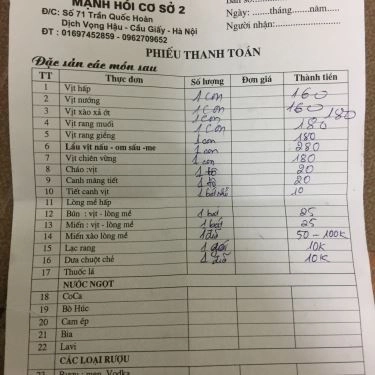 MẠNH HỒI CƠ SỞ 2
Đ/C: Số 71 Trần Quốc Hoàn
Dịch Vọng Hậu - Cầu Giấy - Hà Nội
ĐT : 01697452859 - 0962709652
Ngày: ......tháng......năm......
Người nhận:
PHIẾU THANH TOÁN
Đặc sản các món sau
TT Thực đơn Số lượng Đơn giá Thành tiền
1 Vịt hấp 1 con 160
2 Vịt nướng 1 con 160
3 Vịt xào xả ớt 1 con 180
4 Vịt rang muối 1 con 180
5 Vịt rang giềng 1 con 180
6 Lẩu vịt nấu - om sấu -me 1 con 280
7 Vịt chiên vừng 1 con 180
8 Cháo :vịt 1 tô 20
9 Canh măng tiết 1 tô 20
10 Tiết canh vịt 1 bát nhỏ 10
11 Lòng mề hấp
12 Bún : vịt - lòng mề 1 bát 25
13 Miến : vịt - lòng mề 1 bát 25
14 Miến xào lòng mề 1 đĩa 50 - 100K
15 Lạc rang 1 đĩa 10K
16 Dưa chuột chẻ 1 đĩa 10K
17 Thuốc lá
NƯỚC NGỌT
18 CoCa
19 Bò Húc
20 Cam ép
21 Bia
22 Lavi
CÁC LOẠI RƯỢU